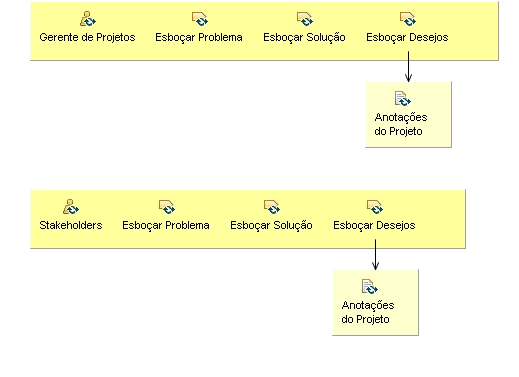 Gerente de Projetos Esboçar Problema Esboçar Solução Esboçar Desejos
Anotações
do Projeto
Stakeholders Esboçar Problema Esboçar Solução Esboçar Desejos
Anotações
do Projeto